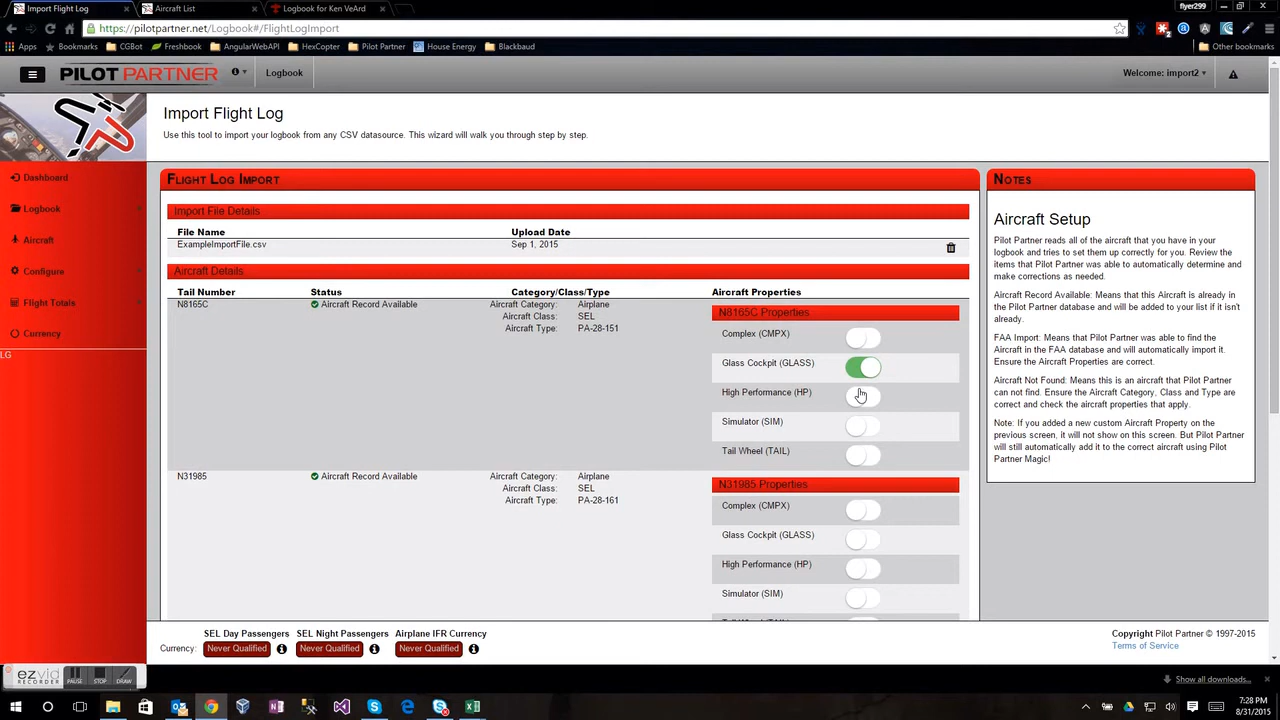 Import Flight Log
Aircraft List
Logbook for Ken VeArd
flyer299
https://pilotpartner.net/Logbook#/FlightLogImport
Apps
Bookmarks
CGBot
Freshbook
AngularWebAPI
HexCopter
Pilot Partner
House Energy
Blackbaud
Other bookmarks
PILOT PARTNER
Logbook
Welcome: import2
Import Flight Log
Use this tool to import your logbook from any CSV datasource. This wizard will walk you through step by step.
Dashboard
Logbook
Aircraft
Configure
Flight Totals
Currency
LG
Flight Log Import
Import File Details
File Name Upload Date
ExampleImportFile.csv Sep 1, 2015
Aircraft Details
Tail Number Status Category/Class/Type Aircraft Properties
N8165C Aircraft Record Available Aircraft Category: Airplane
Aircraft Class: SEL
Aircraft Type: PA-28-151
N8165C Properties
Complex (CMPX)
Glass Cockpit (GLASS)
High Performance (HP)
Simulator (SIM)
Tail Wheel (TAIL)
N31985 Aircraft Record Available Aircraft Category: Airplane
Aircraft Class: SEL
Aircraft Type: PA-28-161
N31985 Properties
Complex (CMPX)
Glass Cockpit (GLASS)
High Performance (HP)
Simulator (SIM)
Notes
Aircraft Setup
Pilot Partner reads all of the aircraft that you have in your
logbook and tries to set them up correctly for you. Review the
items that Pilot Partner was able to automatically determine and
make corrections as needed.
Aircraft Record Available: Means that this Aircraft is already in
the Pilot Partner database and will be added to your list if it isn't
already.
FAA Import: Means that Pilot Partner was able to find the
Aircraft in the FAA database and will automatically import it.
Ensure the Aircraft Properties are correct.
Aircraft Not Found: Means this is an aircraft that Pilot Partner
can not find. Ensure the Aircraft Category, Class and Type are
correct and check the aircraft properties that apply.
Note: If you added a new custom Aircraft Property on the
previous screen, it will not show on this screen. But Pilot Partner
will still automatically add it to the correct aircraft using Pilot
Partner Magic!
SEL Day Passengers SEL Night Passengers Airplane IFR Currency
Currency: Never Qualified Never Qualified Never Qualified
Copyright Pilot Partner © 1997-2015
Terms of Service
ezvid
RECORDER
PAUSE STOP DRAW
Show all downloads...
7:28 PM
8/31/2015